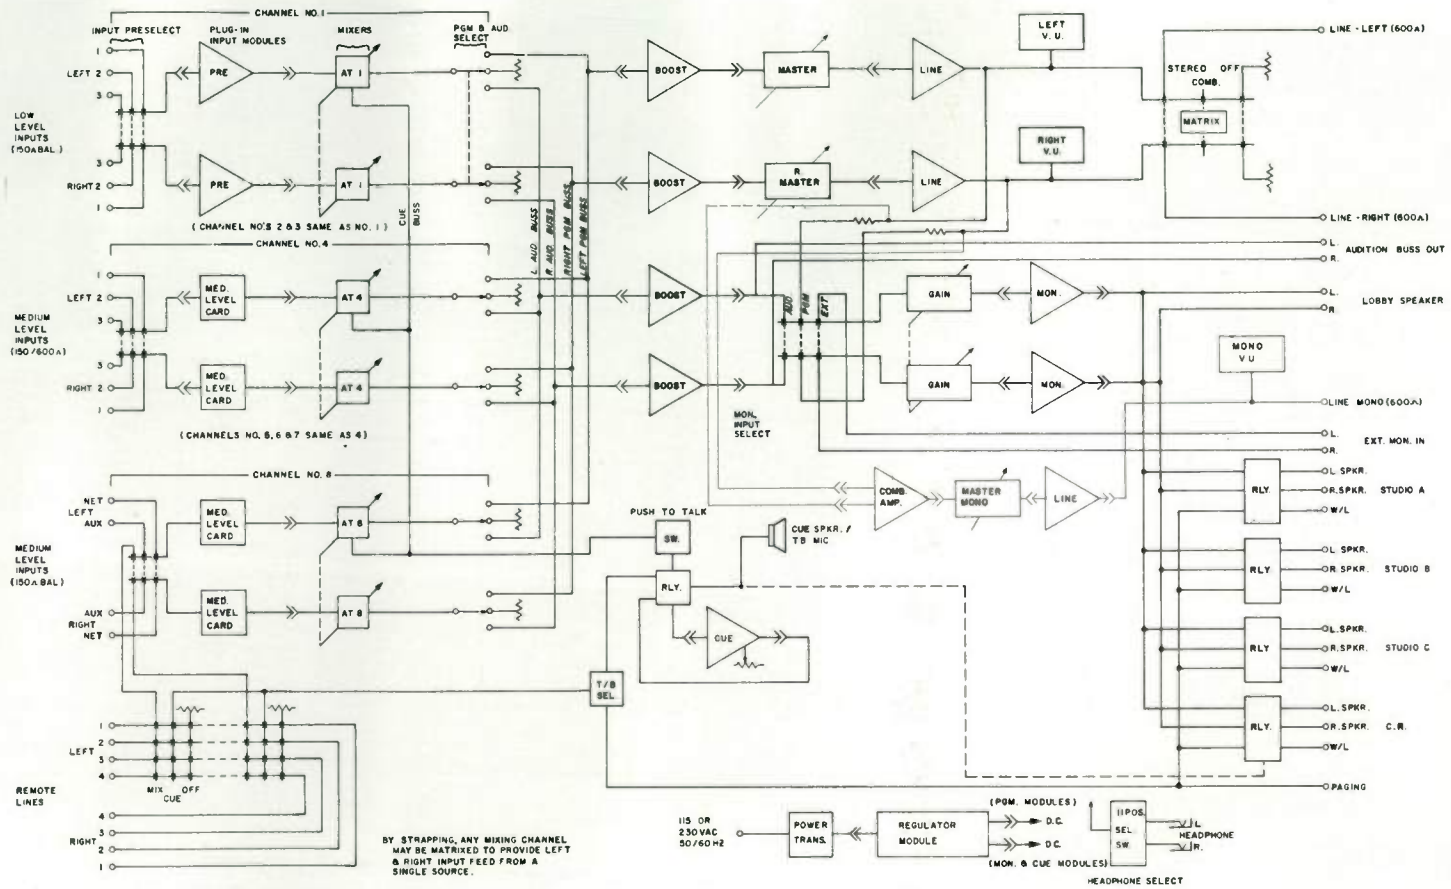 CHANNEL NO.1
INPUT PRESELECT
PLUG-IN
INPUT MODULES
MIXERS
PGM & AUD
SELECT
1
LEFT 2
3
LOW
LEVEL
INPUTS
(150Λ BAL.)
3
RIGHT 2
1
PRE
AT 1
PRE
AT 1
(CHANNEL NO.'S 2 & 3 SAME AS NO. 1)
CUE
BUSS
L AUD BUSS
R AUD BUSS
RIGHT PGM BUSS
LEFT PGM BUSS
BOOST
MASTER
LINE
LEFT
V.U.
LINE-LEFT (600Λ)
STEREO OFF
COMB.
MATRIX
BOOST
R
MASTER
LINE
RIGHT
V.U.
LINE-RIGHT (600Λ)
L.
AUDITION BUSS OUT
R.
CHANNEL NO.4
1
LEFT 2
3
MEDIUM
LEVEL
INPUTS
(150/600Λ)
3
RIGHT 2
1
MED.
LEVEL
CARD
AT 4
MED.
LEVEL
CARD
AT 4
(CHANNELS NO. 5, 6 & 7 SAME AS 4)
BOOST
BOOST
AUD
PGM
EXT
MON.
INPUT
SELECT
GAIN
MON.
GAIN
MON.
L.
LOBBY SPEAKER
R
MONO
V.U.
LINE MONO (600Λ)
L.
EXT. MON. IN
R.
CHANNEL NO. 8
NET
LEFT
AUX
MEDIUM
LEVEL
INPUTS
(150Λ BAL)
AUX
RIGHT
NET
MED.
LEVEL
CARD
AT 8
MED.
LEVEL
CARD
AT 8
PUSH TO TALK
SW.
RLY.
CUE SPKR. /
TB MIC
CUE
T/B
SEL
COMB.
AMP.
MASTER
MONO
LINE
RLY.
L.SPKR.
R.SPKR. STUDIO A
W/L
RLY.
L.SPKR.
R.SPKR. STUDIO B
W/L
RLY
L.SPKR.
R.SPKR. STUDIO C
W/L
RLY.
L.SPKR.
R.SPKR. C.R.
W/L
PAGING
1
LEFT 2
3
4
REMOTE
LINES
MIX OFF
CUE
4
RIGHT 3
2
1
BY STRAPPING, ANY MIXING CHANNEL
MAY BE MATRIXED TO PROVIDE LEFT
& RIGHT INPUT FEED FROM A
SINGLE SOURCE.
115 OR
230VAC
50/60HZ
POWER
TRANS.
REGULATOR
MODULE
(PGM. MODULES)
D.C.
D.C.
(MON. & CUE MODULES)
11 POS.
SEL
SW.
L
HEADPHONE
R.
HEADPHONE SELECT